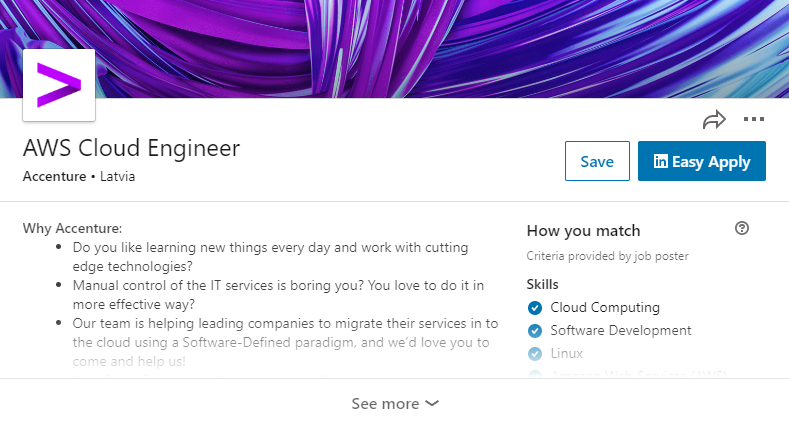 AWS Cloud Engineer
Accenture • Latvia
Save
in Easy Apply
Why Accenture:
• Do you like learning new things every day and work with cutting
edge technologies?
• Manual control of the IT services is boring you? You love to do it in
more effective way?
• Our team is helping leading companies to migrate their services in to
the cloud using a Software-Defined paradigm, and we’d love you to
come and help us!
How you match
Criteria provided by job poster
Skills
Cloud Computing
Software Development
Linux
Amazon Web Services (AWS)
See more